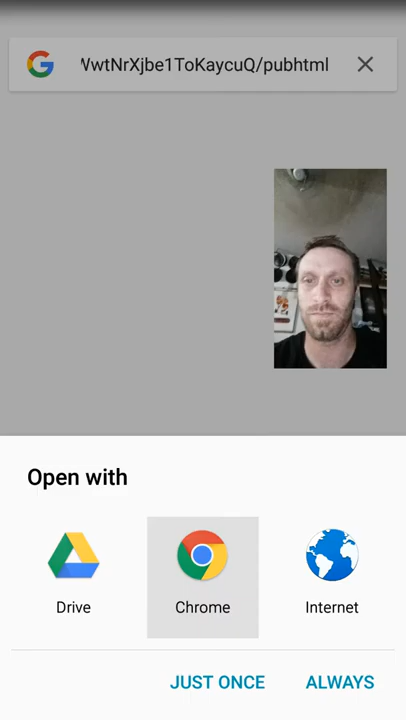 WwtNrXjbe1ToKaycuQ/pubhtml
Open with
Drive
Chrome
Internet
JUST ONCE
ALWAYS